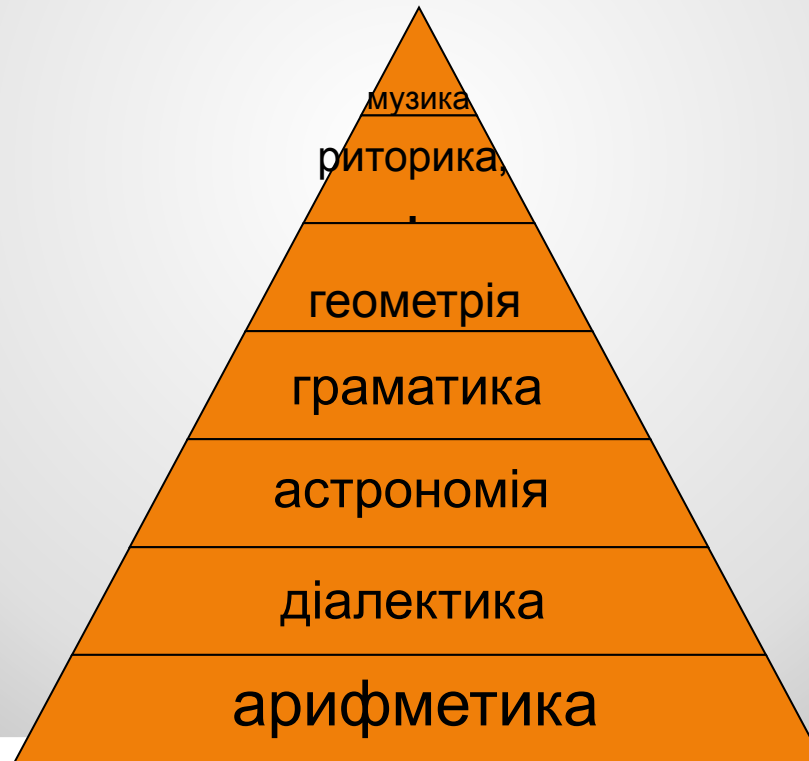 музика
риторика,
геометрія
граматика
астрономія
діалектика
арифметика